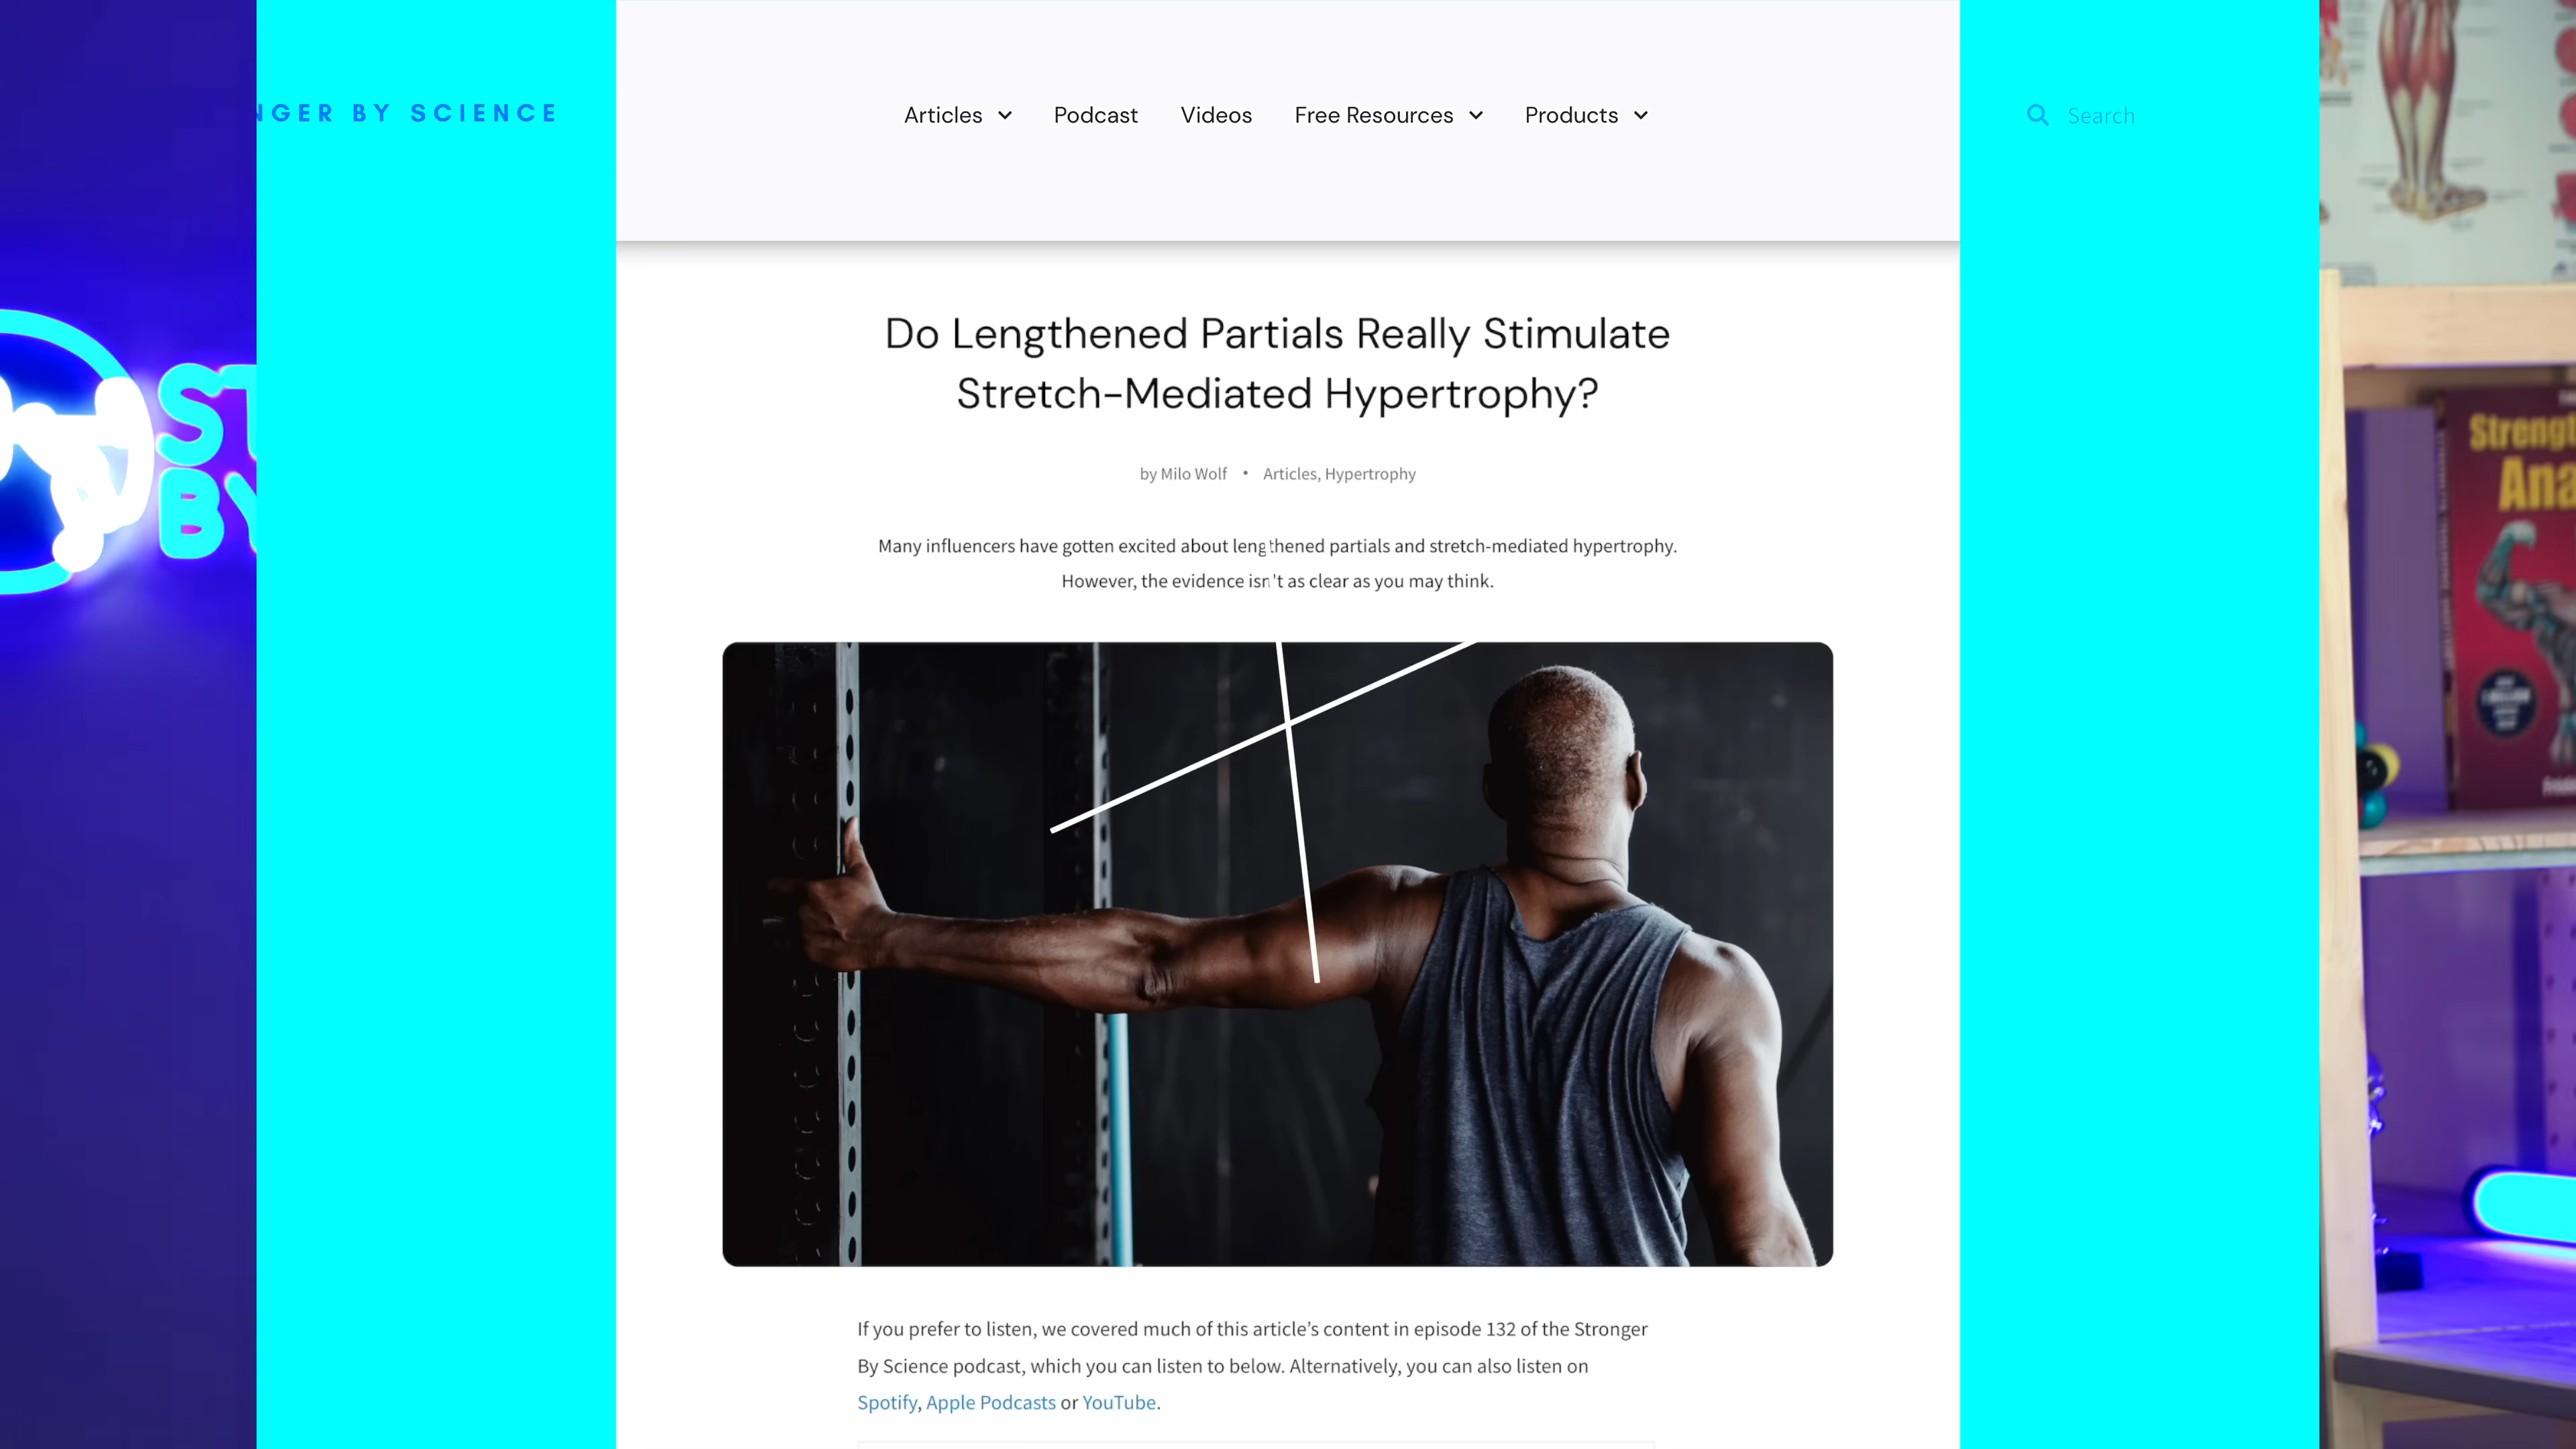 NGER BY SCIENCE
Articles
Podcast
Videos
Free Resources
Products
Search
Do Lengthened Partials Really Stimulate
Stretch-Mediated Hypertrophy?
by Milo Wolf • Articles, Hypertrophy
Many influencers have gotten excited about lengthened partials and stretch-mediated hypertrophy.
However, the evidence isn't as clear as you may think.
ST
BY
Strengt
Ana
If you prefer to listen, we covered much of this article’s content in episode 132 of the Stronger
By Science podcast, which you can listen to below. Alternatively, you can also listen on
Spotify, Apple Podcasts or YouTube.